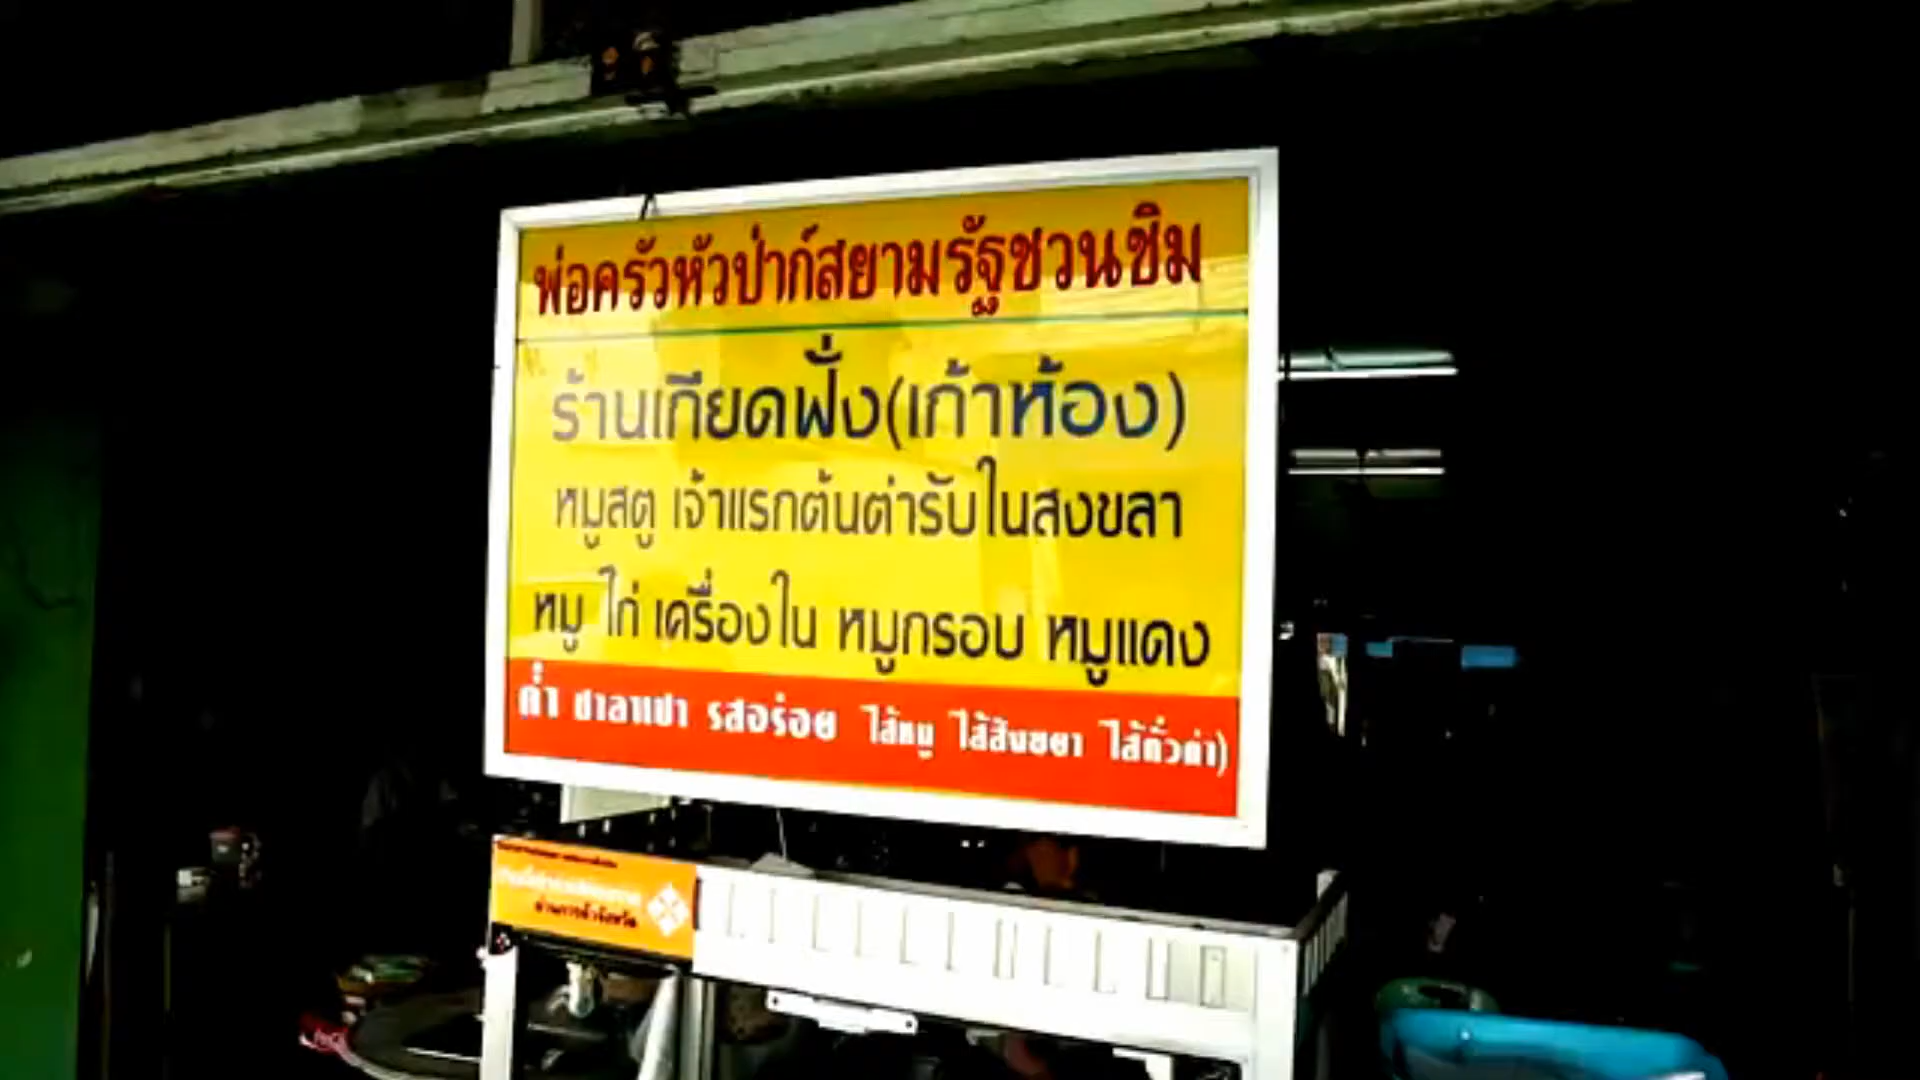 พ่อครัวหัวป่าก์สยามรัฐชวนชิม
ร้านเกียดฟั่ง(เก้าห้อง)
หมูสตู เจ้าแรกต้นตำรับในสงขลา
หมู ไก่ เครื่องใน หมูกรอบ หมูแดง
ค่ำ ซาลาเปา รสอร่อย ไส้หมู ไส้สังขยา ไส้ถั่วดำ)